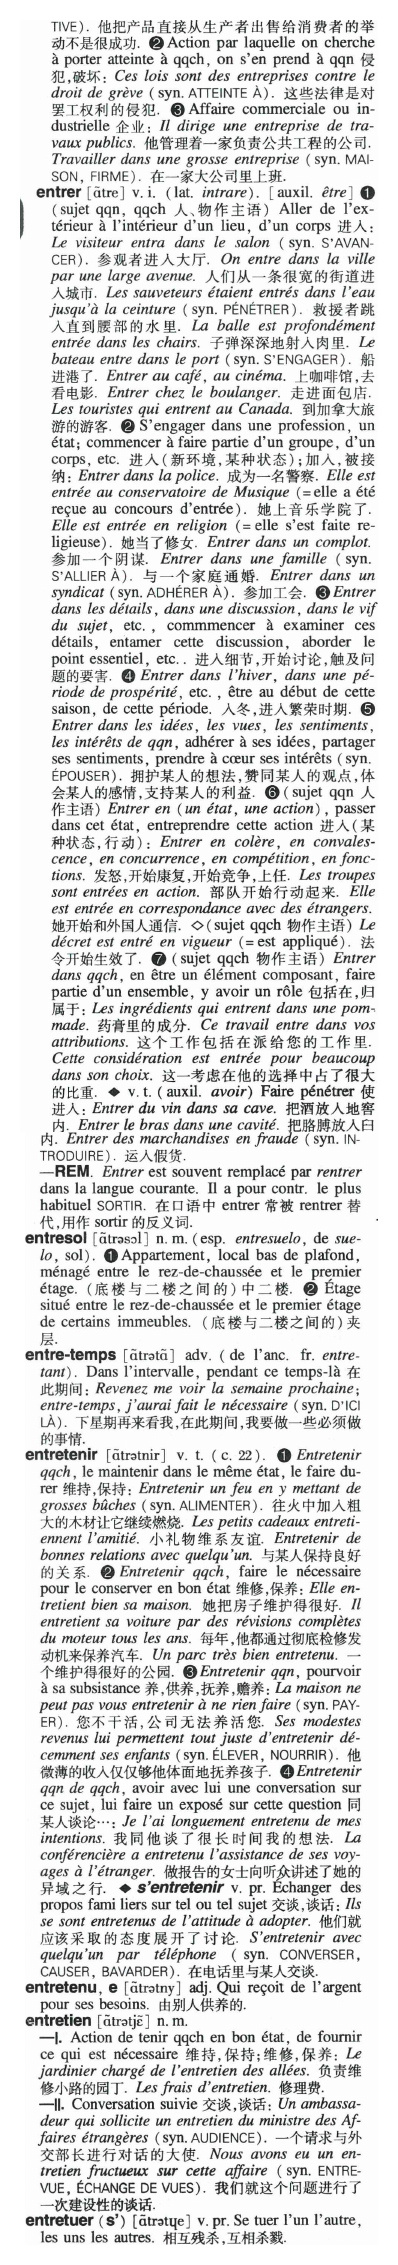 TIVE). 他把产品直接从生产者出售给消费者的举
动不是很成功. ❷ Action par laquelle on cherche
à porter atteinte à qqch, on s'en prend à qqn 侵
犯,破坏: Ces lois sont des entreprises contre le
droit de grève (syn. ATTEINTE À). 这些法律是对
罢工权利的侵犯. ❸ Affaire commerciale ou in-
dustrielle 企业: Il dirige une entreprise de tra-
vaux publics. 他管理着一家负责公共工程的公司.
Travailler dans une grosse entreprise (syn. MAI-
SON, FIRME). 在一家大公司里上班.
entrer [ɑ̃tre] v. i. (lat. intrare). [auxil. être] ❶
(sujet qqn, qqch 人、物作主语) Aller de l'ex-
térieur à l'intérieur d'un lieu, d'un corps 进入:
Le visiteur entra dans le salon (syn. S'AVAN-
CER). 参观者进入大厅. On entre dans la ville
par une large avenue. 人们从一条很宽的街道进
入城市. Les sauveteurs étaient entrés dans l'eau
jusqu'à la ceinture (syn. PÉNÉTRER). 救援者跳
入直到腰部的水里. La balle est profondément
entrée dans les chairs. 子弹深深地射入肉里. Le
bateau entre dans le port (syn. S'ENGAGER). 船
进港了. Entrer au café, au cinéma. 上咖啡馆,去
看电影. Entrer chez le boulanger. 走进面包店.
Les touristes qui entrent au Canada. 到加拿大旅
游的游客. ❷ S'engager dans une profession, un
état; commencer à faire partie d'un groupe, d'un
corps, etc. 进入(新环境,某种状态);加入,被接
纳: Entrer dans la police. 成为一名警察. Elle est
entrée au conservatoire de Musique (=elle a été
reçue au concours d'entrée). 她上音乐学院了.
Elle est entrée en religion (= elle s'est faite re-
ligieuse). 她当了修女. Entrer dans un complot.
参加一个阴谋. Entrer dans une famille (syn.
S'ALLIER À). 与一个家庭通婚. Entrer dans un
syndicat (syn. ADHÉRER À). 参加工会. ❸ Entrer
dans les détails, dans une discussion, dans le vif
du sujet, etc., commmencer à examiner ces
détails, entamer cette discussion, aborder le
point essentiel, etc.. 进入细节,开始讨论,触及问
题的要害. ❹ Entrer dans l'hiver, dans une pé-
riode de prospérité, etc., être au début de cette
saison, de cette période. 入冬,进入繁荣时期. ❺
Entrer dans les idées, les vues, les sentiments,
les intérêts de qqn, adhérer à ses idées, partager
ses sentiments, prendre à cœur ses intérêts (syn.
ÉPOUSER). 拥护某人的想法,赞同某人的观点,体
会某人的感情,支持某人的利益. ❻ (sujet qqn 人
作主语) Entrer en (un état, une action), passer
dans cet état, entreprendre cette action 进入(某
种状态,行动): Entrer en colère, en convales-
cence, en concurrence, en compétition, en fonc-
tions. 发怒,开始康复,开始竞争,上任. Les troupes
sont entrées en action. 部队开始行动起来. Elle
est entrée en correspondance avec des étrangers.
她开始和外国人通信. ◇(sujet qqch 物作主语) Le
décret est entré en vigueur (= est appliqué). 法
令开始生效了. ❼ (sujet qqch 物作主语) Entrer
dans qqch, en être un élément composant, faire
partie d'un ensemble, y avoir un rôle 包括在,归
属于: Les ingrédients qui entrent dans une pom-
made. 药膏里的成分. Ce travail entre dans vos
attributions. 这个工作包括在派给您的工作里.
Cette considération est entrée pour beaucoup
dans son choix. 这一考虑在他的选择中占了很大
的比重. ◆ v. t. (auxil. avoir) Faire pénétrer 使
进入: Entrer du vin dans sa cave. 把酒放入地窖
内. Entrer le bras dans une cavité. 把胳膊放入臼
内. Entrer des marchandises en fraude (syn. IN-
TRODUIRE). 运入假货.
—REM. Entrer est souvent remplacé par rentrer
dans la langue courante. Il a pour contr. le plus
habituel SORTIR. 在口语中 entrer 常被 rentrer 替
代,用作 sortir 的反义词.
entresol [ɑ̃trəsɔl] n. m. (esp. entresuelo, de sue-
lo, sol). ❶ Appartement, local bas de plafond,
ménagé entre le rez-de-chaussée et le premier
étage. (底楼与二楼之间的)中二楼. ❷ Étage
situé entre le rez-de-chaussée et le premier étage
de certains immeubles. (底楼与二楼之间的)夹
层.
entre-temps [ɑ̃trətɑ̃] adv. (de l'anc. fr. entre-
tant). Dans l'intervalle, pendant ce temps-là 在
此期间: Revenez me voir la semaine prochaine;
entre-temps, j'aurai fait le nécessaire (syn. D'ICI
LÀ). 下星期再来看我,在此期间,我要做一些必须做
的事情.
entretenir [ɑ̃trətnir] v. t. (c. 22). ❶ Entretenir
qqch, le maintenir dans le même état, le faire du-
rer 维持,保持: Entretenir un feu en y mettant de
grosses bûches (syn. ALIMENTER). 往火中加入粗
大的木材让它继续燃烧. Les petits cadeaux entreti-
ennent l'amitié. 小礼物维系友谊. Entretenir de
bonnes relations avec quelqu'un. 与某人保持良好
的关系. ❷ Entretenir qqch, faire le nécessaire
pour le conserver en bon état 维修,保养: Elle en-
tretient bien sa maison. 她把房子维护得很好. Il
entretient sa voiture par des révisions complètes
du moteur tous les ans. 每年,他都通过彻底检修发
动机来保养汽车. Un parc très bien entretenu. 一
个维护得很好的公园. ❸ Entretenir qqn, pourvoir
à sa subsistance 养,供养,抚养,赡养: La maison ne
peut pas vous entretenir à ne rien faire (syn. PAY-
ER). 您不干活,公司无法养活您. Ses modestes
revenus lui permettent tout juste d'entretenir dé-
cemment ses enfants (syn. ÉLEVER, NOURRIR). 他
微薄的收入仅仅够他体面地抚养孩子. ❹ Entretenir
qqn de qqch, avoir avec lui une conversation sur
ce sujet, lui faire un exposé sur cette question 同
某人谈论…: Je l'ai longuement entretenu de mes
intentions. 我同他谈了很长时间我的想法. La
conférencière a entretenu l'assistance de ses voy-
ages à l'étranger. 做报告的女士向听众讲述了她的
异域之行. ◆ s'entretenir v. pr. Échanger des
propos fami liers sur tel ou tel sujet 交谈,谈话: Ils
se sont entretenus de l'attitude à adopter. 他们就
应该采取的态度展开了讨论. S'entretenir avec
quelqu'un par téléphone (syn. CONVERSER,
CAUSER, BAVARDER). 在电话里与某人交谈.
entretenu, e [ɑ̃trətny] adj. Qui reçoit de l'argent
pour ses besoins. 由别人供养的.
entretien [ɑ̃trətjɛ̃] n. m.
—Ⅰ. Action de tenir qqch en bon état, de fournir
ce qui est nécessaire 维持,保持;维修,保养: Le
jardinier chargé de l'entretien des allées. 负责维
修小路的园丁. Les frais d'entretien. 修理费.
—Ⅱ. Conversation suivie 交谈,谈话: Un ambassa-
deur qui sollicite un entretien du ministre des Af-
faires étrangères (syn. AUDIENCE). 一个请求与外
交部长进行对话的大使. Nous avons eu un en-
tretien fructueux sur cette affaire (syn. ENTRE-
VUE, ÉCHANGE DE VUES). 我们就这个问题进行了
一次建设性的谈话.
entretuer (s') [ɑ̃trətɥe] v. pr. Se tuer l'un l'autre,
les uns les autres. 相互残杀,互相杀戮.